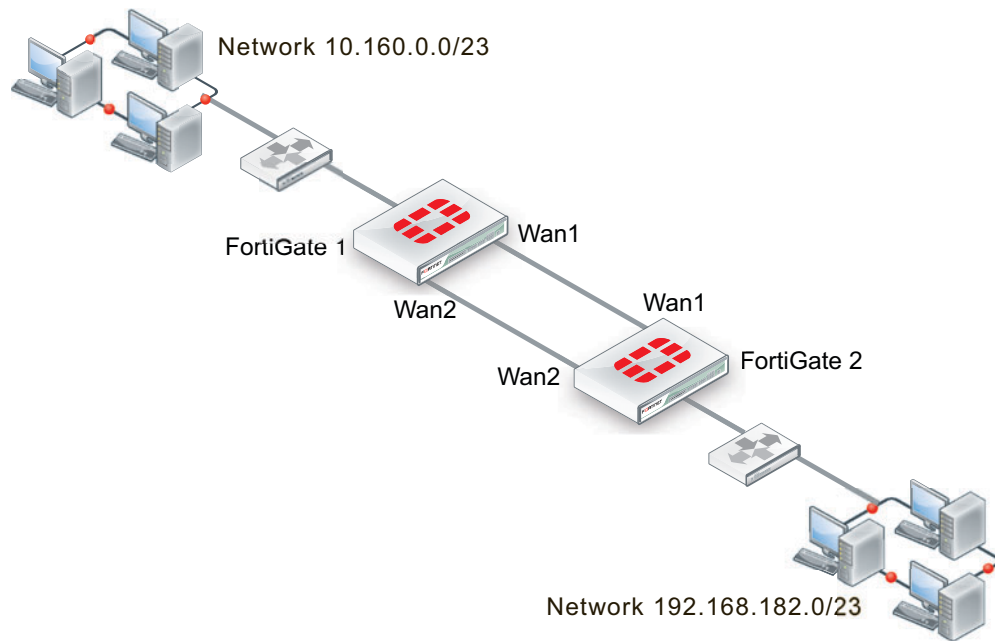 Network 10.160.0.0/23
FortiGate 1
Wan1
Wan2
Wan1
Wan2
FortiGate 2
Network 192.168.182.0/23